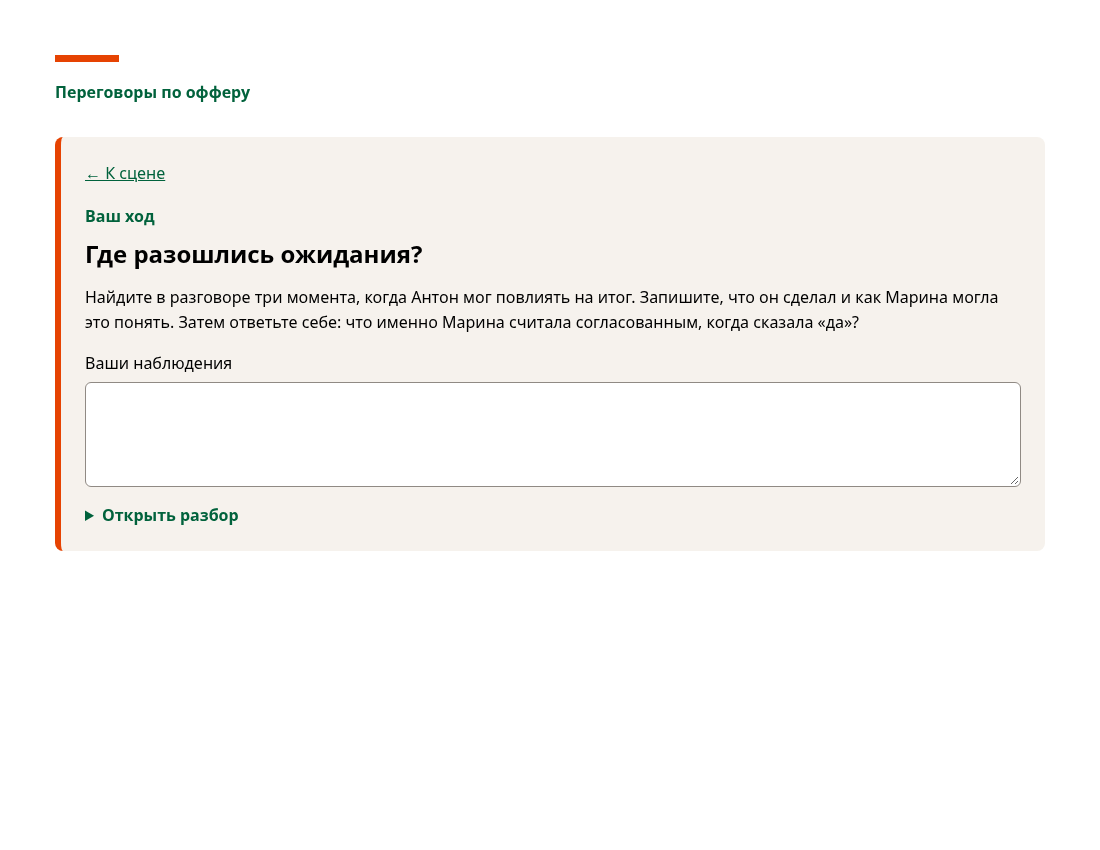 Переговоры по офферу
← К сцене
Ваш ход
Где разошлись ожидания?
Найдите в разговоре три момента, когда Антон мог повлиять на итог. Запишите, что он сделал и как Марина могла
это понять. Затем ответьте себе: что именно Марина считала согласованным, когда сказала «да»?
Ваши наблюдения
Открыть разбор